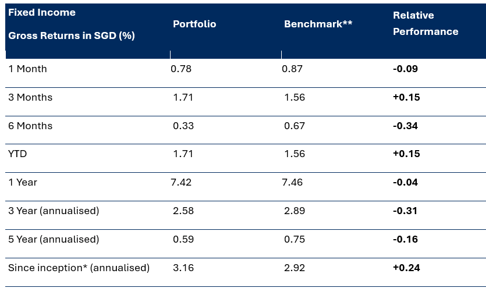 Fixed Income
Gross Returns in SGD (%) Portfolio Benchmark** Relative Performance
1 Month 0.78 0.87 -0.09
3 Months 1.71 1.56 +0.15
6 Months 0.33 0.67 -0.34
YTD 1.71 1.56 +0.15
1 Year 7.42 7.46 -0.04
3 Year (annualised) 2.58 2.89 -0.31
5 Year (annualised) 0.59 0.75 -0.16
Since inception* (annualised) 3.16 2.92 +0.24